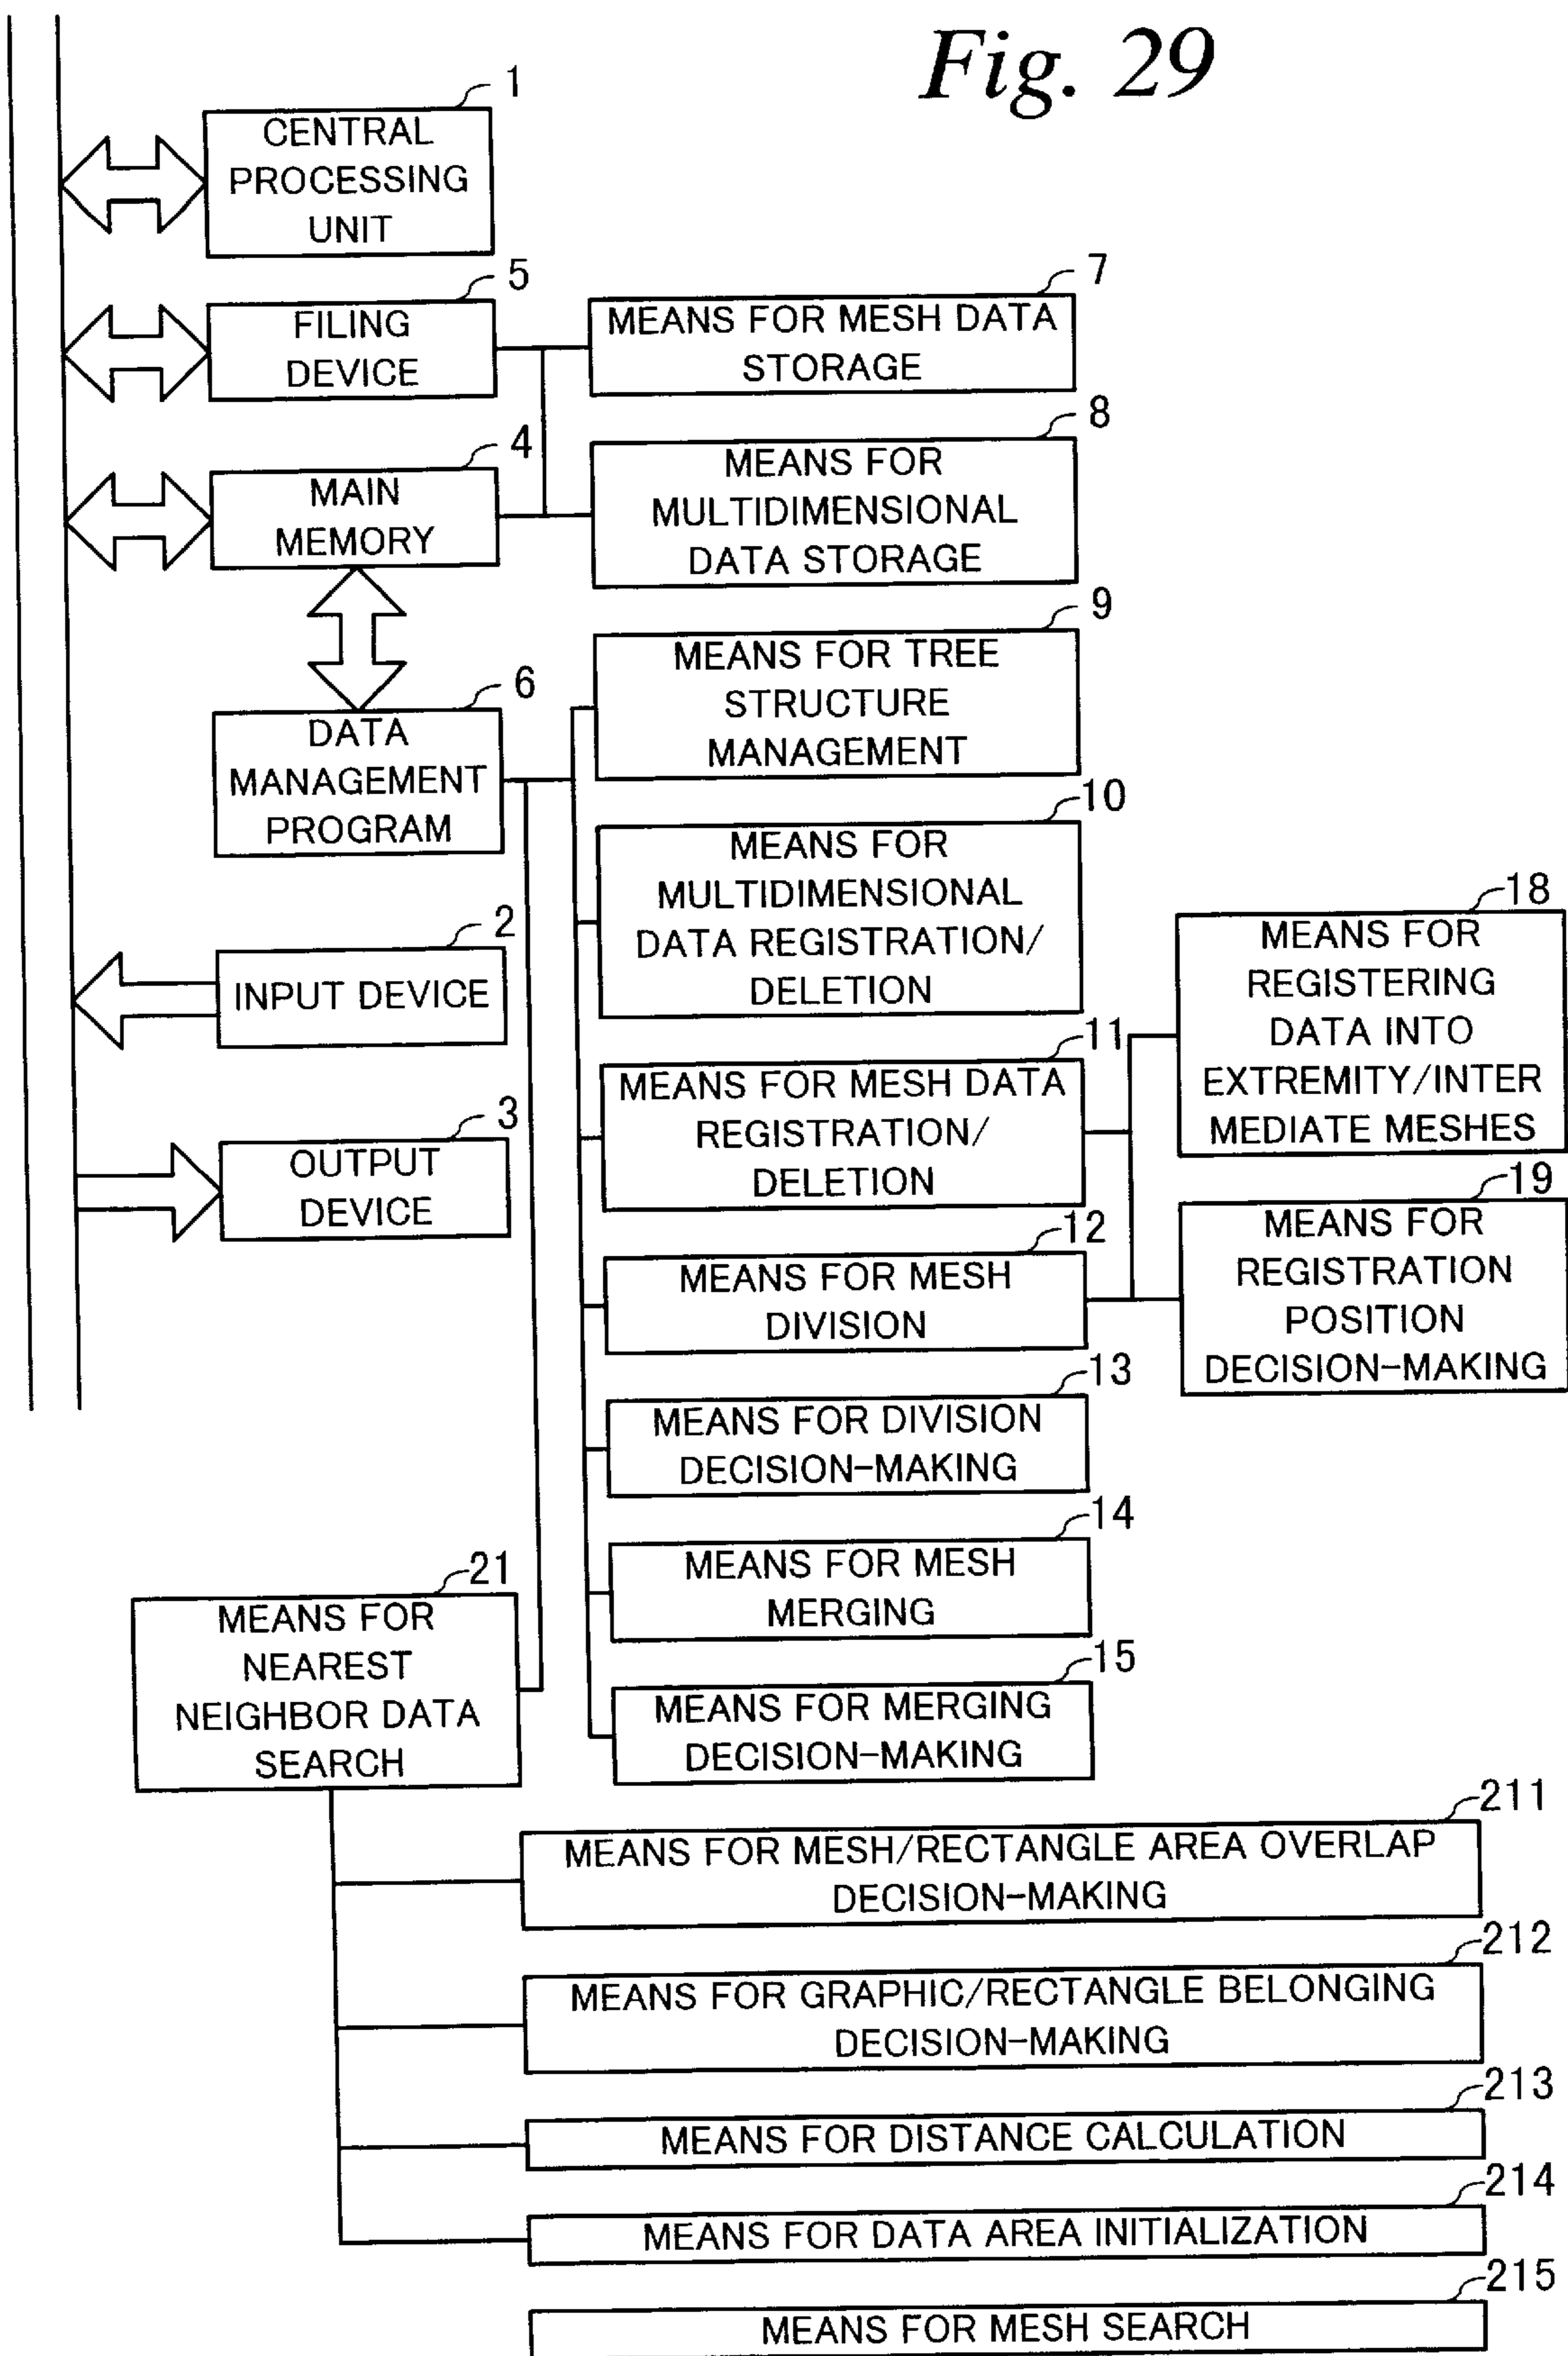 Fig. 29
1
CENTRAL
PROCESSING
UNIT
5
FILING
DEVICE
7
MEANS FOR MESH DATA
STORAGE
4
MAIN
MEMORY
8
MEANS FOR
MULTIDIMENSIONAL
DATA STORAGE
6
DATA
MANAGEMENT
PROGRAM
9
MEANS FOR TREE
STRUCTURE
MANAGEMENT
10
MEANS FOR
MULTIDIMENSIONAL
DATA REGISTRATION/
DELETION
2
INPUT DEVICE
11
MEANS FOR MESH DATA
REGISTRATION/
DELETION
18
MEANS FOR
REGISTERING
DATA INTO
EXTREMITY/INTER
MEDIATE MESHES
3
OUTPUT
DEVICE
12
MEANS FOR MESH
DIVISION
19
MEANS FOR
REGISTRATION
POSITION
DECISION-MAKING
13
MEANS FOR DIVISION
DECISION-MAKING
14
MEANS FOR MESH
MERGING
15
MEANS FOR MERGING
DECISION-MAKING
21
MEANS FOR
NEAREST
NEIGHBOR DATA
SEARCH
211
MEANS FOR MESH/RECTANGLE AREA OVERLAP
DECISION-MAKING
212
MEANS FOR GRAPHIC/RECTANGLE BELONGING
DECISION-MAKING
213
MEANS FOR DISTANCE CALCULATION
214
MEANS FOR DATA AREA INITIALIZATION
215
MEANS FOR MESH SEARCH